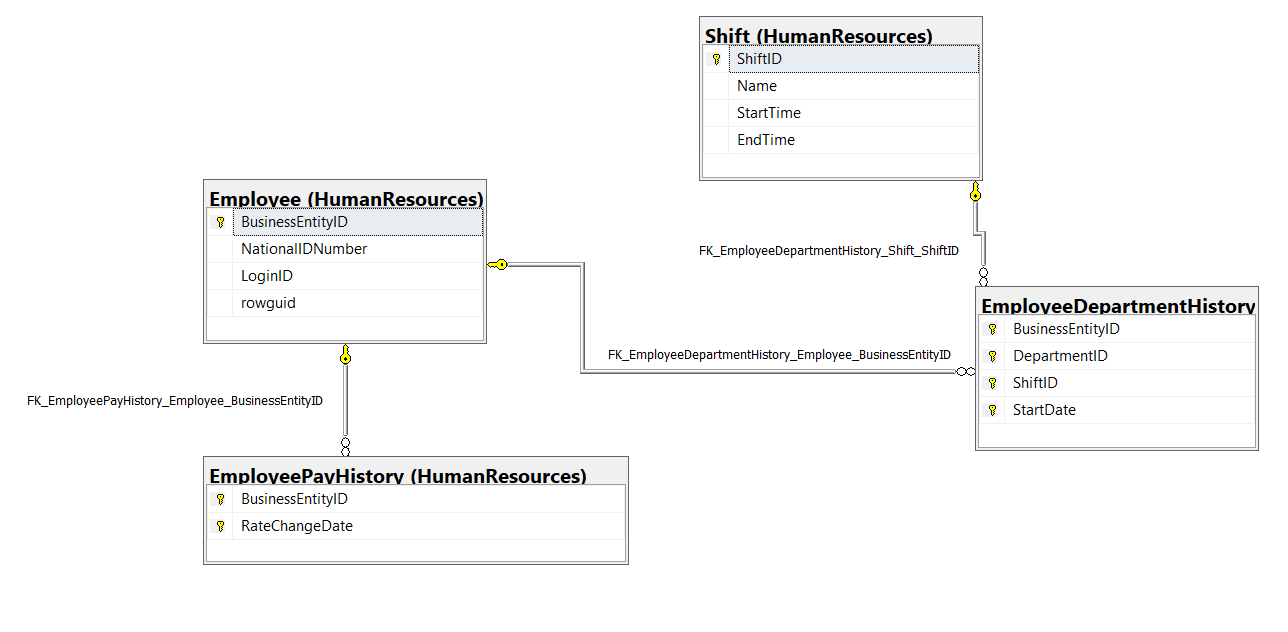 Shift (HumanResources)
ShiftID
Name
StartTime
EndTime
Employee (HumanResources)
BusinessEntityID
NationalIDNumber
LoginID
rowguid
FK_EmployeeDepartmentHistory_Shift_ShiftID
EmployeeDepartmentHistory
BusinessEntityID
DepartmentID
ShiftID
StartDate
FK_EmployeeDepartmentHistory_Employee_BusinessEntityID
FK_EmployeePayHistory_Employee_BusinessEntityID
EmployeePayHistory (HumanResources)
BusinessEntityID
RateChangeDate